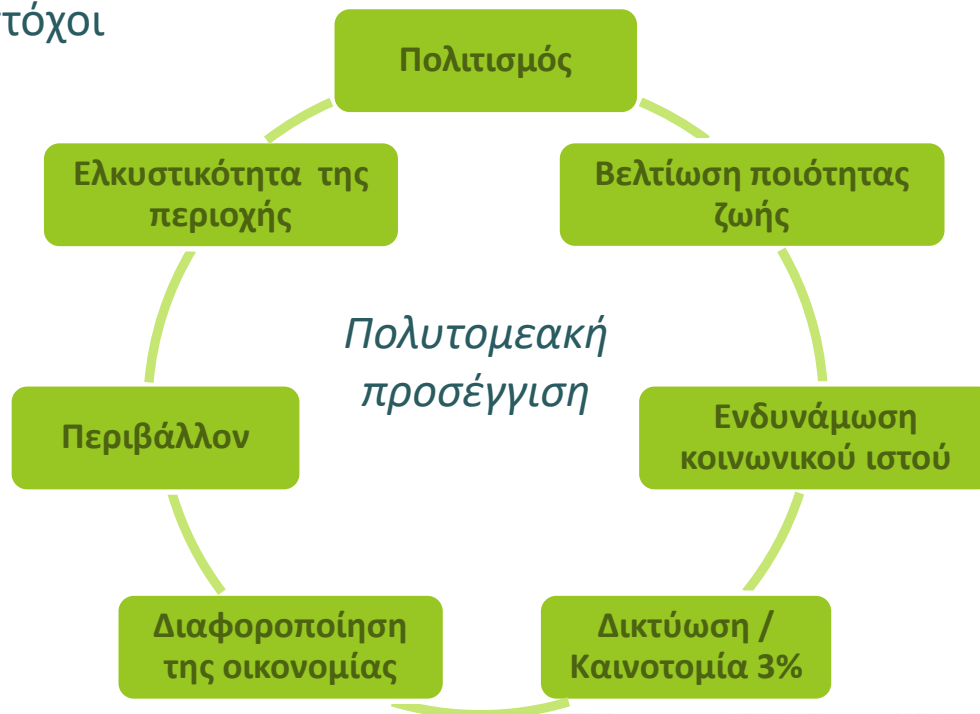 τόχοι
Πολιτισμός
Βελτίωση ποιότητας
ζωής
Ενδυνάμωση
κοινωνικού ιστού
Δικτύωση /
Καινοτομία 3%
Διαφοροποίηση
της οικονομίας
Περιβάλλον
Ελκυστικότητα της
περιοχής
Πολυτομεακή
προσέγγιση